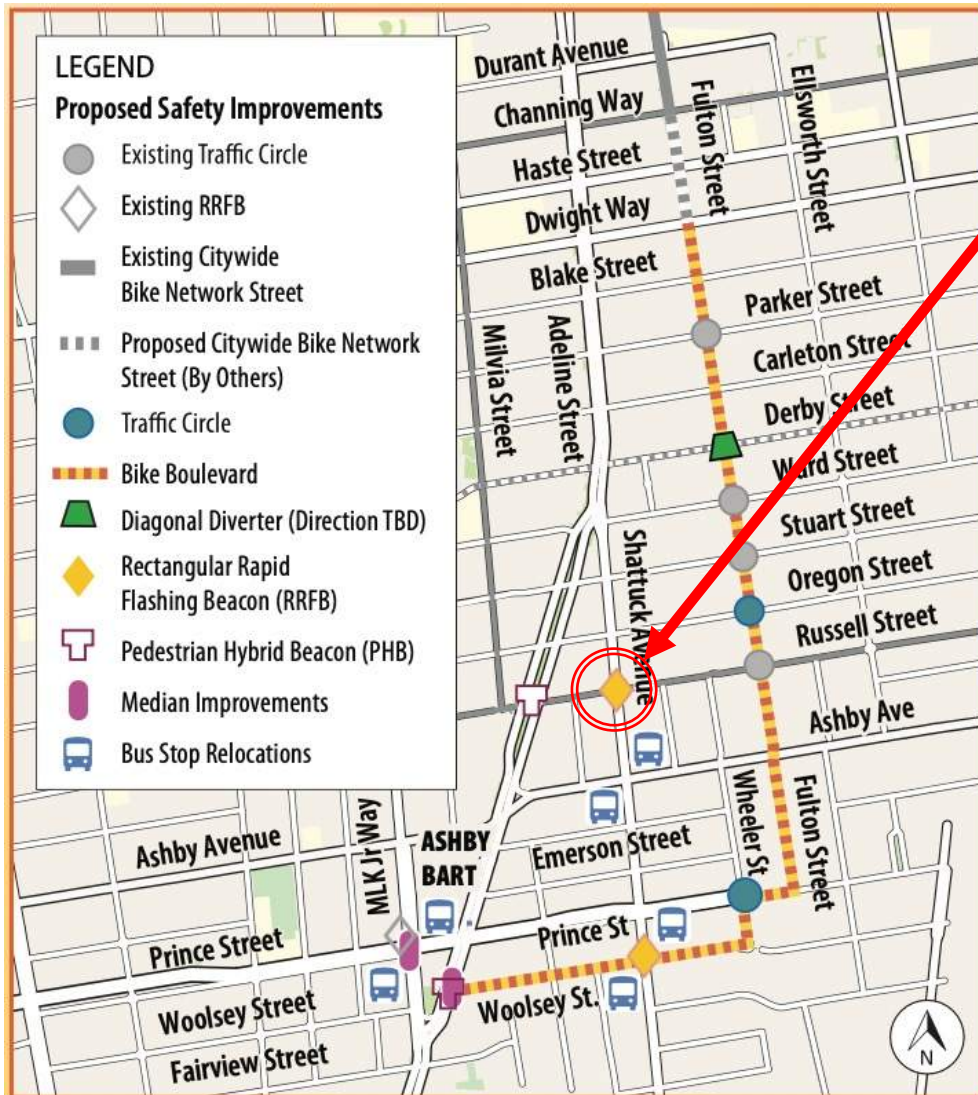 LEGEND
Proposed Safety Improvements
Existing Traffic Circle
Existing RRFB
Existing Citywide
Bike Network Street
Proposed Citywide Bike Network
Street (By Others)
Traffic Circle
Bike Boulevard
Diagonal Diverter (Direction TBD)
Rectangular Rapid
Flashing Beacon (RRFB)
Pedestrian Hybrid Beacon (PHB)
Median Improvements
Bus Stop Relocations
Durant Avenue
Channing Way
Haste Street
Dwight Way
Blake Street
Fulton Street
Ellsworth Street
Parker Street
Carleton Street
Derby Street
Ward Street
Stuart Street
Oregon Street
Russell Street
Milvia Street
Adeline Street
Shattuck Avenue
Ashby Ave
Wheeler St
Fulton Street
Emerson Street
Ashby Avenue
MLK Jr Way
ASHBY
BART
Prince Street
Prince St
Woolsey Street
Woolsey St.
Fairview Street
N